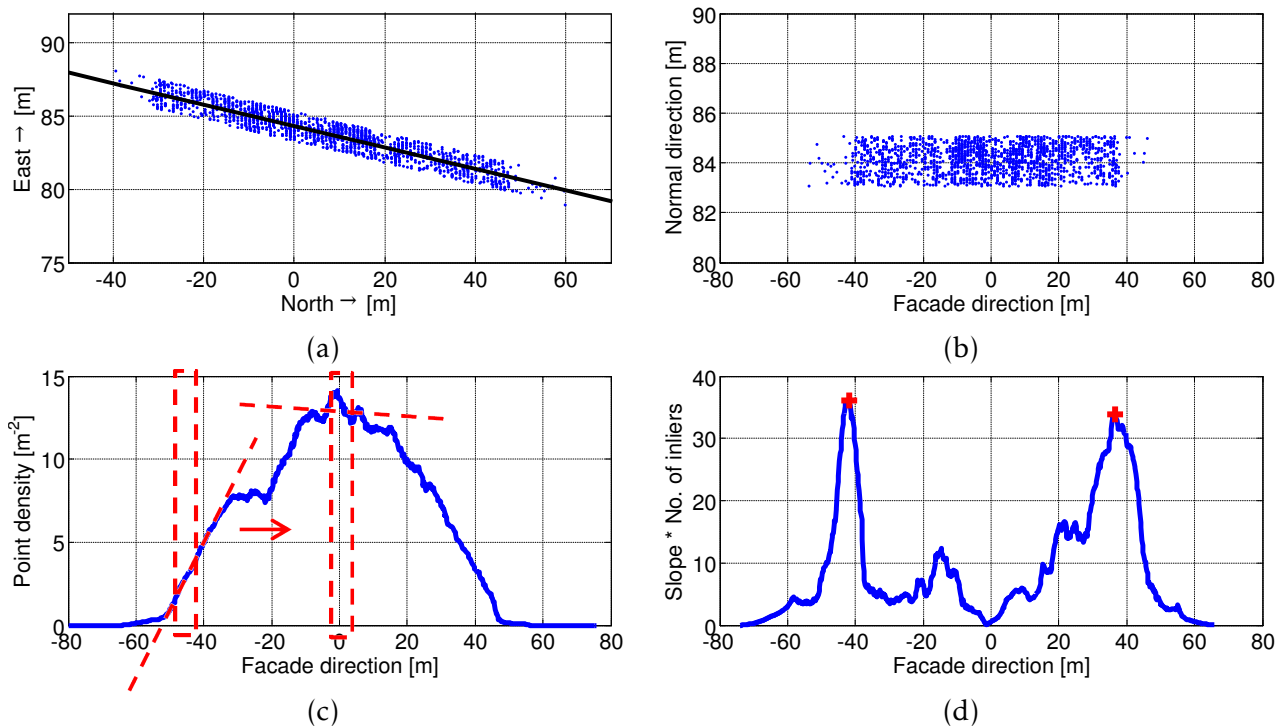 90
85
80
75
East → [m]
-40 -20 0 20 40 60
North → [m]
(a)
90
88
86
84
82
80
Normal direction [m]
-80 -60 -40 -20 0 20 40 60 80
Facade direction [m]
(b)
15
10
5
0
Point density [m⁻²]
-80 -60 -40 -20 0 20 40 60 80
Facade direction [m]
(c)
40
30
20
10
0
Slope * No. of inliers
-80 -60 -40 -20 0 20 40 60 80
Facade direction [m]
(d)